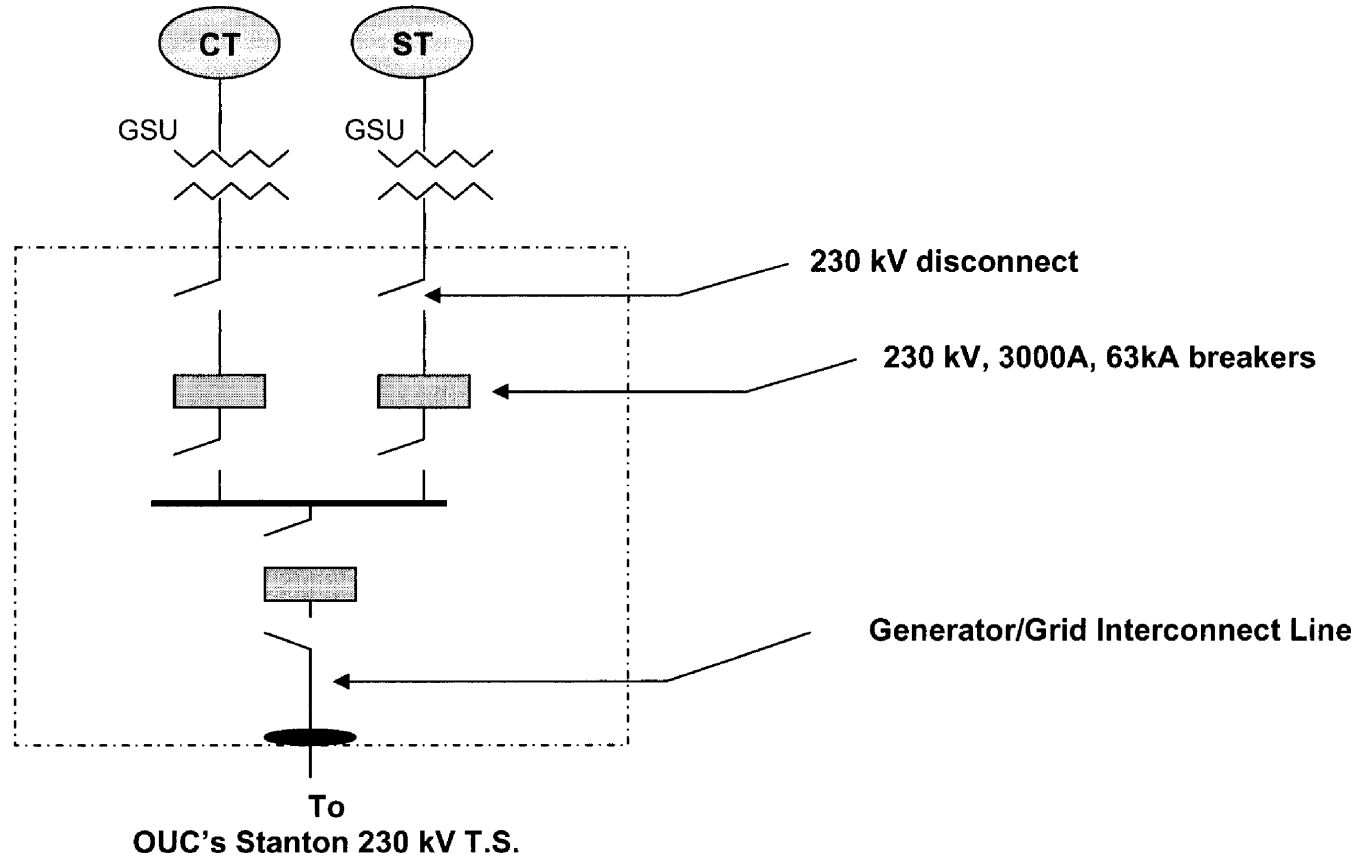 CT
ST
GSU
GSU
230 kV disconnect
230 kV, 3000A, 63kA breakers
Generator/Grid Interconnect Line
To
OUC's Stanton 230 kV T.S.